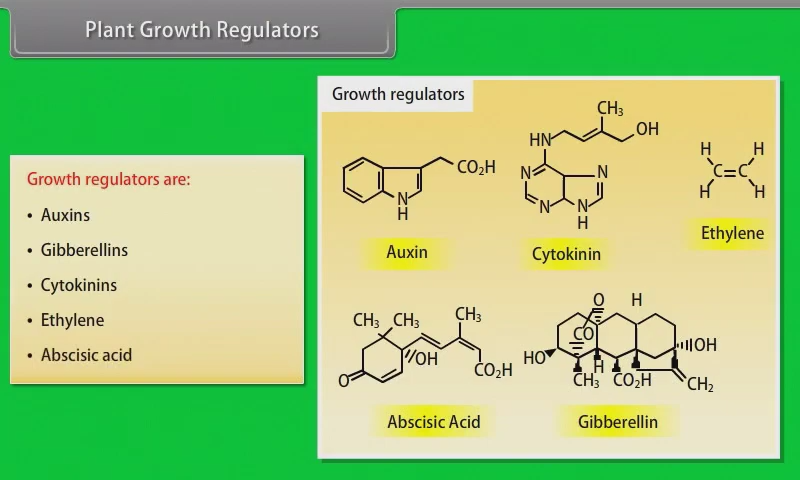 Plant Growth Regulators
Growth regulators are:
• Auxins
• Gibberellins
• Cytokinins
• Ethylene
• Abscisic acid
Growth regulators
CO₂H
N
H
Auxin
CH₃
HN
OH
N
N
N
N
H
Cytokinin
H H
C=C
H H
Ethylene
CH₃ CH₃ CH₃
OH
O
CO₂H
Abscisic Acid
O H
CO
HO
OH
H
CH₃ CO₂H CH₂
Gibberellin